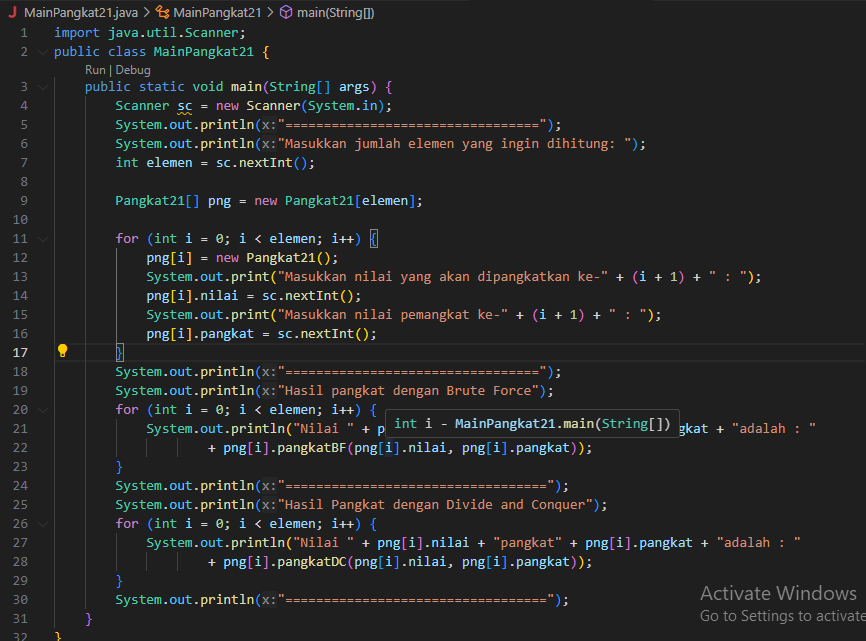 J MainPangkat21.java > MainPangkat21 > main(String[])
1 import java.util.Scanner;
2 public class MainPangkat21 {
Run | Debug
3 public static void main(String[] args) {
4 Scanner sc = new Scanner(System.in);
5 System.out.println(x:"=================================");
6 System.out.println(x:"Masukkan jumlah elemen yang ingin dihitung: ");
7 int elemen = sc.nextInt();
8
9 Pangkat21[] png = new Pangkat21[elemen];
10
11 for (int i = 0; i < elemen; i++) {
12 png[i] = new Pangkat21();
13 System.out.print("Masukkan nilai yang akan dipangkatkan ke-" + (i + 1) + " : ");
14 png[i].nilai = sc.nextInt();
15 System.out.print("Masukkan nilai pemangkat ke-" + (i + 1) + " : ");
16 png[i].pangkat = sc.nextInt();
17 }
18 System.out.println(x:"=================================");
19 System.out.println(x:"Hasil pangkat dengan Brute Force");
20 for (int i = 0; i < elemen; i++) {
int i - MainPangkat21.main(String[])
21 System.out.println("Nilai " + p gkat + "adalah : "
22 + png[i].pangkatBF(png[i].nilai, png[i].pangkat));
23 }
24 System.out.println(x:"==================================");
25 System.out.println(x:"Hasil Pangkat dengan Divide and Conquer");
26 for (int i = 0; i < elemen; i++) {
27 System.out.println("Nilai " + png[i].nilai + "pangkat" + png[i].pangkat + "adalah : "
28 + png[i].pangkatDC(png[i].nilai, png[i].pangkat));
29 }
30 System.out.println(x:"==================================");
31 }
32 }
Activate Windows
Go to Settings to activate